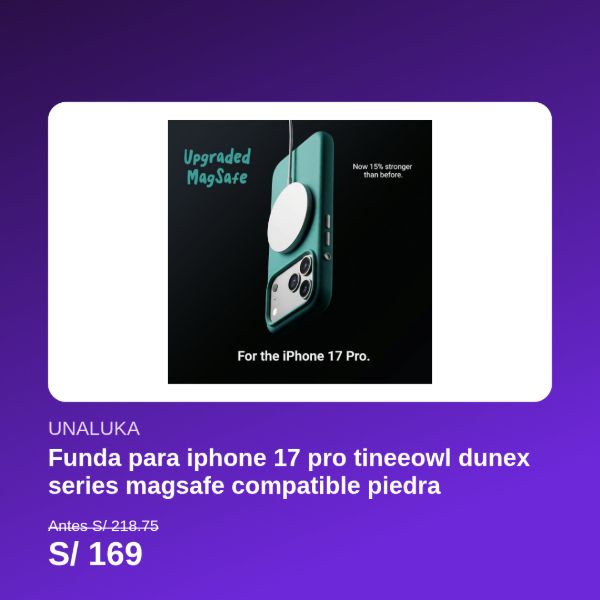 Upgraded
MagSafe
Now 15% stronger
than before.
For the iPhone 17 Pro.
UNALUKA
Funda para iphone 17 pro tineeowl dunex
series magsafe compatible piedra
Antes S/ 218.75
S/ 169